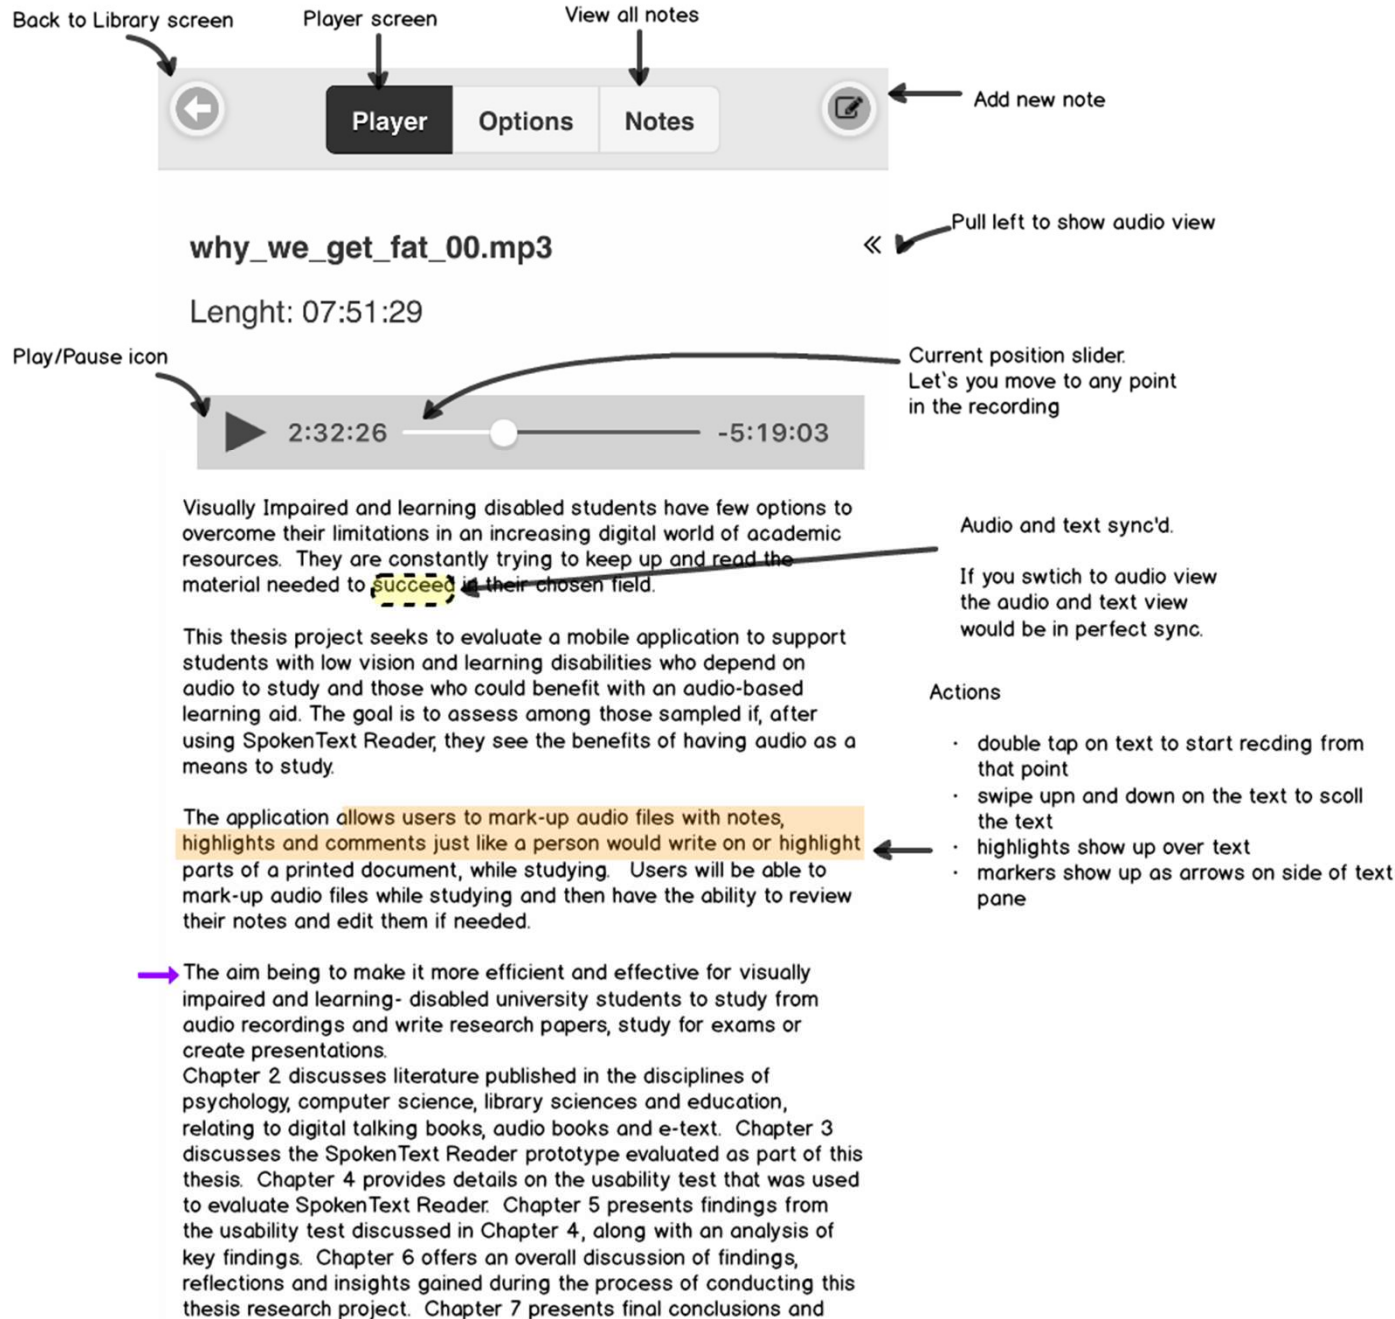 Back to Library screen
Player screen
View all notes
Player
Options
Notes
Add new note
why_we_get_fat_00.mp3
«
Pull left to show audio view
Lenght: 07:51:29
Play/Pause icon
Current position slider.
Let's you move to any point
in the recording
2:32:26
-5:19:03
Visually Impaired and learning disabled students have few options to
overcome their limitations in an increasing digital world of academic
resources. They are constantly trying to keep up and read the
material needed to succeed in their chosen field.
Audio and text sync'd.
If you swtich to audio view
the audio and text view
would be in perfect sync.
This thesis project seeks to evaluate a mobile application to support
students with low vision and learning disabilities who depend on
audio to study and those who could benefit with an audio-based
learning aid. The goal is to assess among those sampled if, after
using SpokenText Reader, they see the benefits of having audio as a
means to study.
Actions
· double tap on text to start recding from
that point
· swipe upn and down on the text to scoll
the text
· highlights show up over text
· markers show up as arrows on side of text
pane
The application allows users to mark-up audio files with notes,
highlights and comments just like a person would write on or highlight
parts of a printed document, while studying. Users will be able to
mark-up audio files while studying and then have the ability to review
their notes and edit them if needed.
The aim being to make it more efficient and effective for visually
impaired and learning- disabled university students to study from
audio recordings and write research papers, study for exams or
create presentations.
Chapter 2 discusses literature published in the disciplines of
psychology, computer science, library sciences and education,
relating to digital talking books, audio books and e-text. Chapter 3
discusses the SpokenText Reader prototype evaluated as part of this
thesis. Chapter 4 provides details on the usability test that was used
to evaluate SpokenText Reader. Chapter 5 presents findings from
the usability test discussed in Chapter 4, along with an analysis of
key findings. Chapter 6 offers an overall discussion of findings,
reflections and insights gained during the process of conducting this
thesis research project. Chapter 7 presents final conclusions and